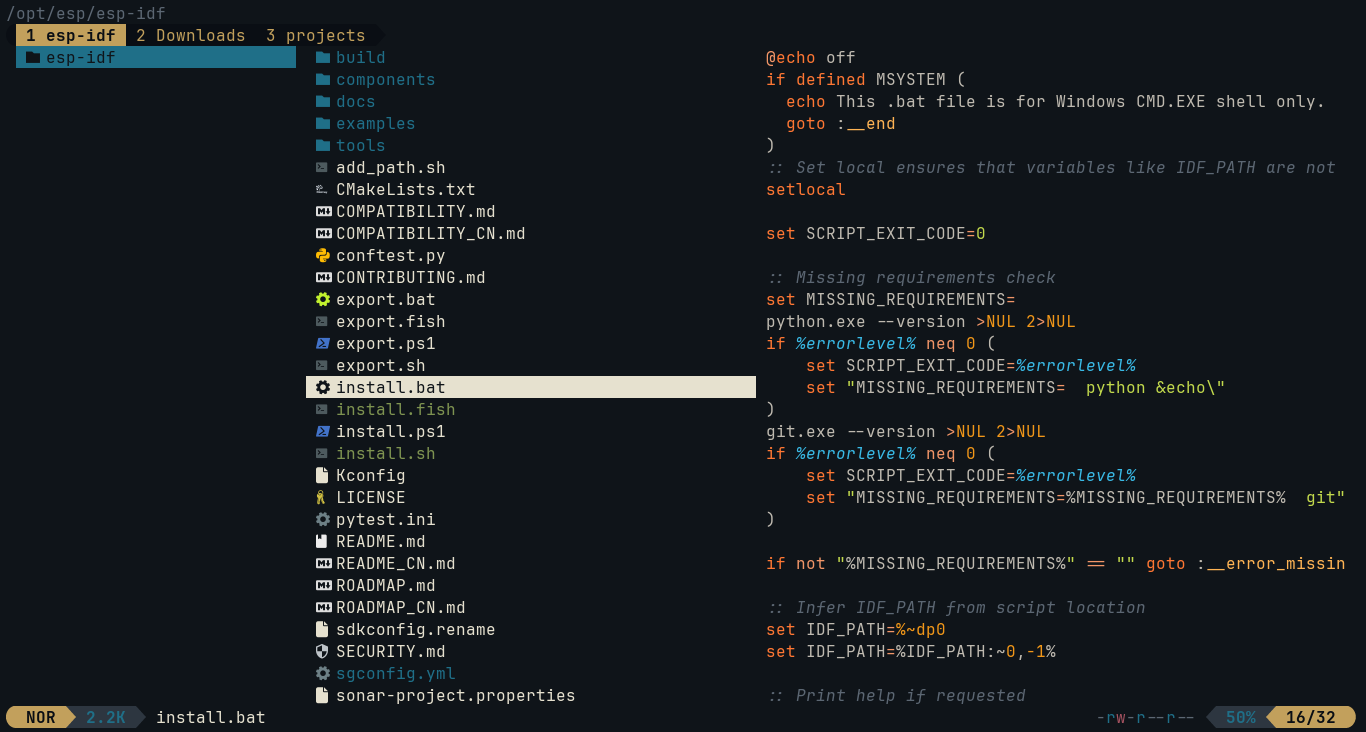 /opt/esp/esp-idf
1 esp-idf 2 Downloads 3 projects
esp-idf
build
components
docs
examples
tools
add_path.sh
CMakeLists.txt
COMPATIBILITY.md
COMPATIBILITY_CN.md
conftest.py
CONTRIBUTING.md
export.bat
export.fish
export.ps1
export.sh
install.bat
install.fish
install.ps1
install.sh
Kconfig
LICENSE
pytest.ini
README.md
README_CN.md
ROADMAP.md
ROADMAP_CN.md
sdkconfig.rename
SECURITY.md
sgconfig.yml
sonar-project.properties
@echo off
if defined MSYSTEM (
  echo This .bat file is for Windows CMD.EXE shell only.
  goto :__end
)
:: Set local ensures that variables like IDF_PATH are not
setlocal
set SCRIPT_EXIT_CODE=0
:: Missing requirements check
set MISSING_REQUIREMENTS=
python.exe --version >NUL 2>NUL
if %errorlevel% neq 0 (
    set SCRIPT_EXIT_CODE=%errorlevel%
    set "MISSING_REQUIREMENTS=  python &echo\"
)
git.exe --version >NUL 2>NUL
if %errorlevel% neq 0 (
    set SCRIPT_EXIT_CODE=%errorlevel%
    set "MISSING_REQUIREMENTS=%MISSING_REQUIREMENTS%  git"
)
if not "%MISSING_REQUIREMENTS%" == "" goto :__error_missin
:: Infer IDF_PATH from script location
set IDF_PATH=%~dp0
set IDF_PATH=%IDF_PATH:~0,-1%
:: Print help if requested
NOR 2.2K install.bat -rw-r--r-- 50% 16/32